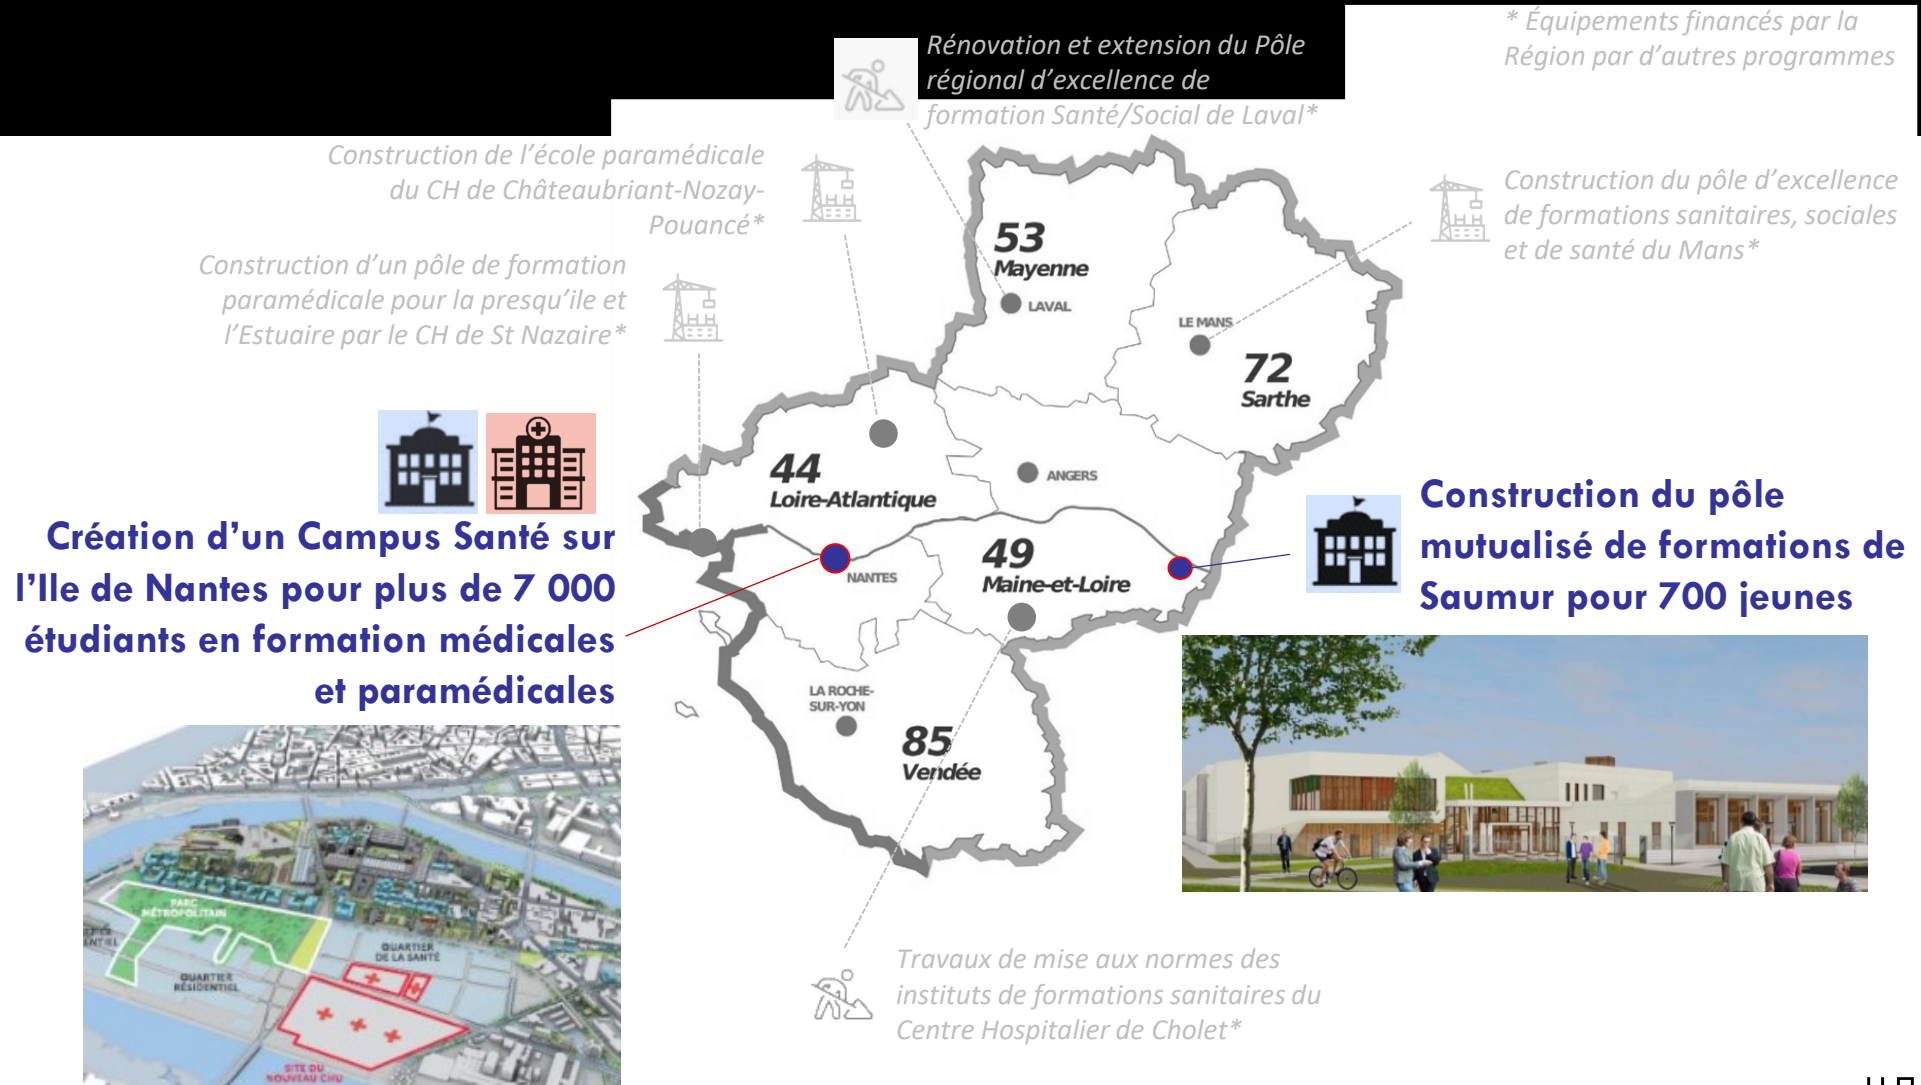 * Équipements financés par la
Région par d'autres programmes
Rénovation et extension du Pôle
régional d'excellence de
formation Santé/Social de Laval*
Construction de l'école paramédicale
du CH de Châteaubriant-Nozay-
Pouancé*
Construction du pôle d'excellence
de formations sanitaires, sociales
et de santé du Mans*
Construction d'un pôle de formation
paramédicale pour la presqu'ile et
l'Estuaire par le CH de St Nazaire*
53
Mayenne
LAVAL
LE MANS
72
Sarthe
44
Loire-Atlantique
ANGERS
49
Maine-et-Loire
NANTES
LA ROCHE-
SUR-YON
85
Vendée
Création d'un Campus Santé sur
l'Ile de Nantes pour plus de 7 000
étudiants en formation médicales
et paramédicales
Construction du pôle
mutualisé de formations de
Saumur pour 700 jeunes
PARC
MÉTROPOLITAIN
QUARTIER
DE LA SANTÉ
QUARTIER
RÉSIDENTIEL
SITE DU
NOUVEAU CHU
Travaux de mise aux normes des
instituts de formations sanitaires du
Centre Hospitalier de Cholet*